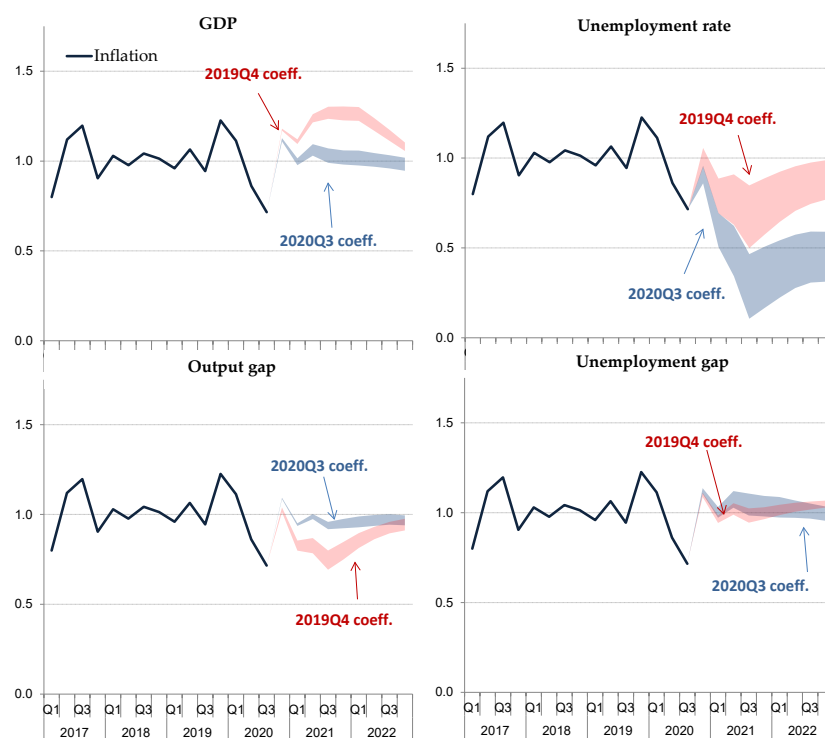 GDP
Inflation
2019Q4 coeff.
2020Q3 coeff.
1.5
1.0
0.5
0.0
Unemployment rate
2019Q4 coeff.
2020Q3 coeff.
1.5
1.0
0.5
0.0
Output gap
2020Q3 coeff.
2019Q4 coeff.
1.5
1.0
0.5
0.0
Q1 Q3 Q1 Q3 Q1 Q3 Q1 Q3 Q1 Q3 Q1 Q3
2017 2018 2019 2020 2021 2022
Unemployment gap
2019Q4 coeff.
2020Q3 coeff.
1.5
1.0
0.5
0.0
Q1 Q3 Q1 Q3 Q1 Q3 Q1 Q3 Q1 Q3 Q1 Q3
2017 2018 2019 2020 2021 2022